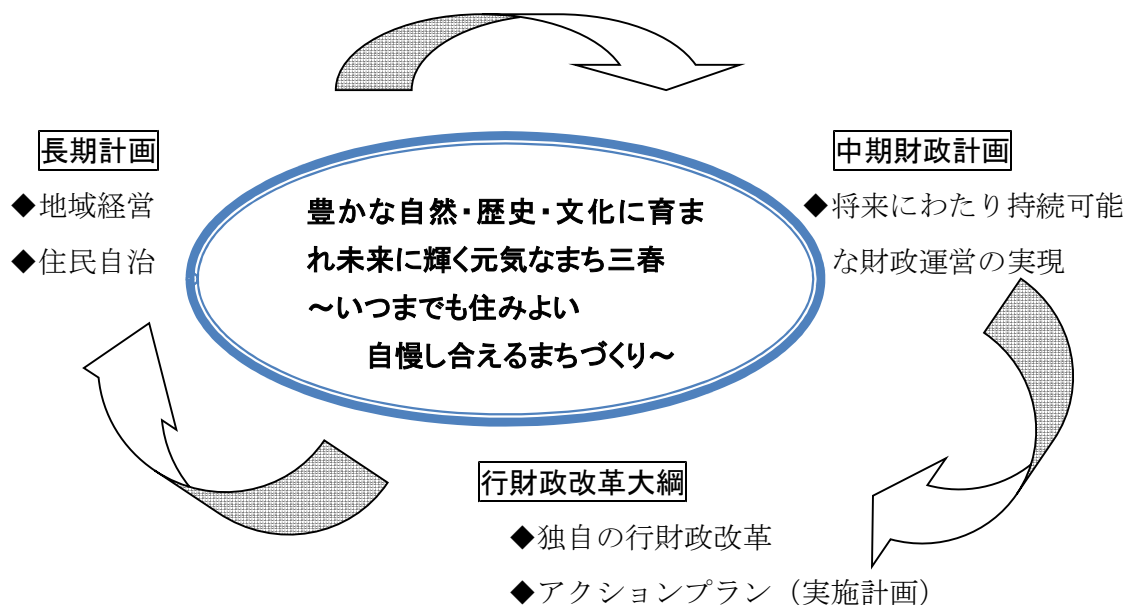 長期計画
◆地域経営
◆住民自治
豊かな自然・歴史・文化に育ま
れ未来に輝く元気なまち三春
～いつまでも住みよい
自慢し合えるまちづくり～
中期財政計画
◆将来にわたり持続可能
な財政運営の実現
行財政改革大綱
◆独自の行財政改革
◆アクションプラン（実施計画）